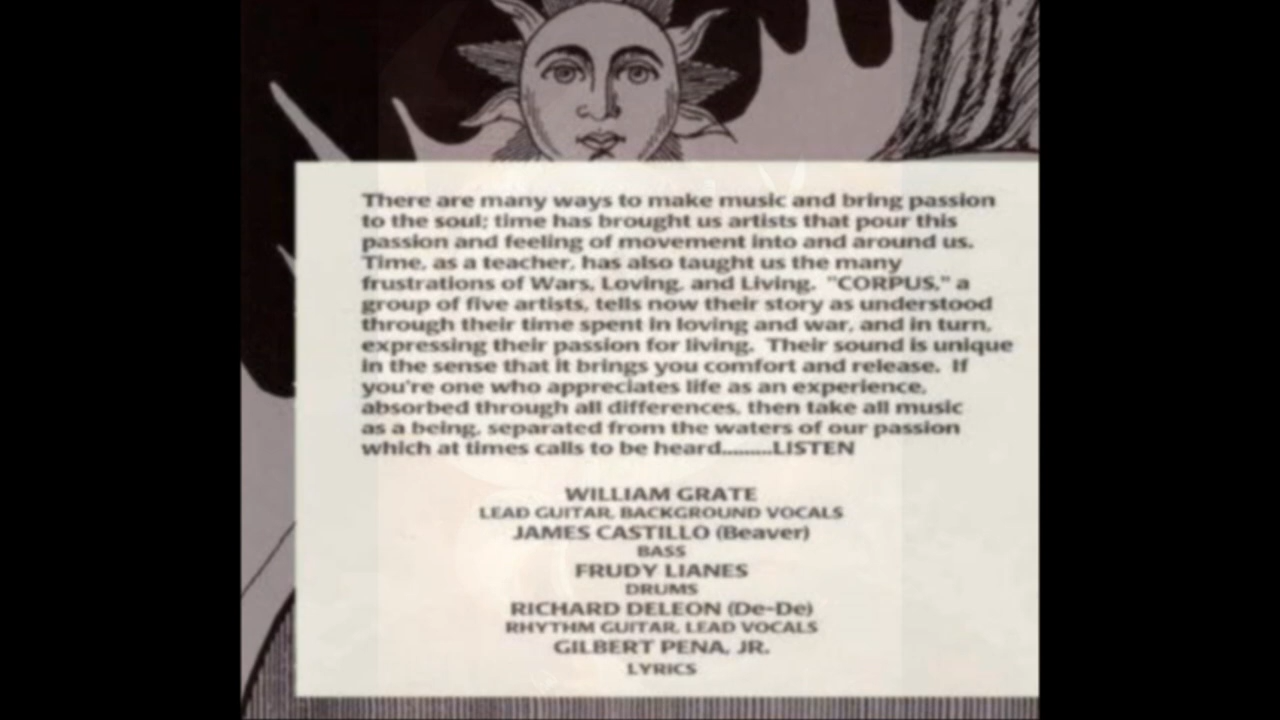 There are many ways to make music and bring passion
to the soul; time has brought us artists that pour this
passion and feeling of movement into and around us.
Time, as a teacher, has also taught us the many
frustrations of Wars, Loving, and Living. "CORPUS," a
group of five artists, tells now their story as understood
through their time spent in loving and war, and in turn,
expressing their passion for living. Their sound is unique
in the sense that it brings you comfort and release. If
you're one who appreciates life as an experience,
absorbed through all differences, then take all music
as a being, separated from the waters of our passion
which at times calls to be heard.........LISTEN
WILLIAM GRATE
LEAD GUITAR, BACKGROUND VOCALS
JAMES CASTILLO (Beaver)
BASS
FRUDY LIANES
DRUMS
RICHARD DELEON (De-De)
RHYTHM GUITAR, LEAD VOCALS
GILBERT PENA, JR.
LYRICS